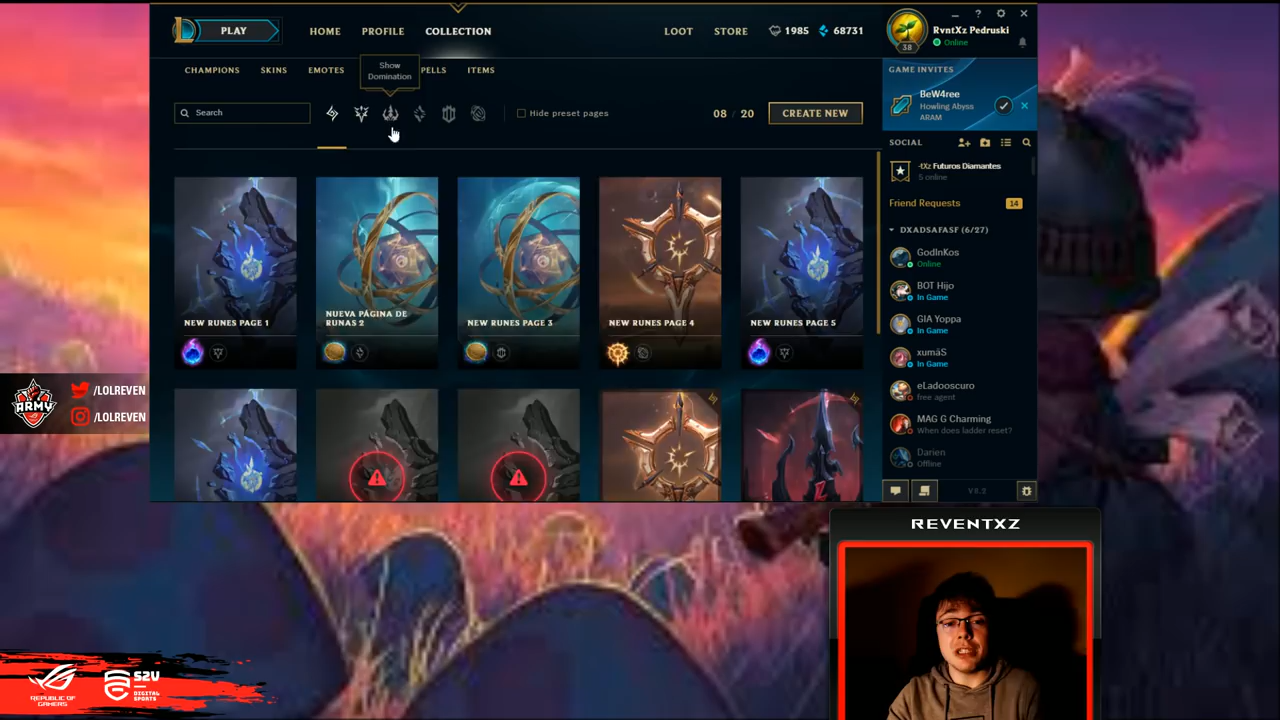 PLAY
HOME
PROFILE
COLLECTION
LOOT
STORE
1985
68731
38
RvntXz Pedruski
Online
CHAMPIONS
SKINS
EMOTES
Show
Domination
PELLS
ITEMS
GAME INVITES
BeW4ree
Howling Abyss
ARAM
Search
Hide preset pages
08 / 20
CREATE NEW
SOCIAL
-tXz Futuros Diamantes
5 online
Friend Requests
14
DXADSAFASF (6/27)
GodInKos
Online
BOT Hijo
In Game
GIA Yoppa
In Game
xumäS
In Game
eLadooscuro
free agent
MAG G Charming
When does ladder reset?
Darien
Offline
V8.2
NEW RUNES PAGE 1
NUEVA PÁGINA DE
RUNAS 2
NEW RUNES PAGE 3
NEW RUNES PAGE 4
NEW RUNES PAGE 5
ARMY
/LOLREVEN
/LOLREVEN
REVENTXZ
REPUBLIC OF
GAMERS
S2V
DIGITAL
SPORTS